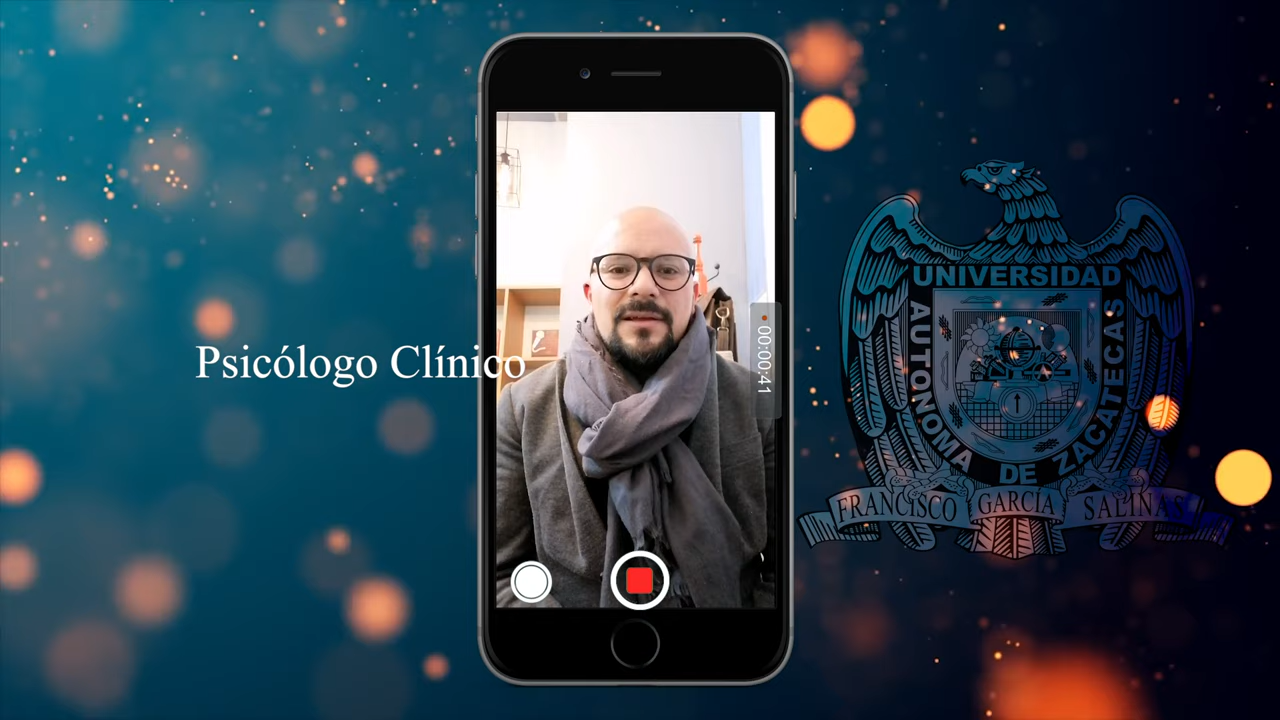 Psicólogo Clínico
00:00:41
UNIVERSIDAD
AUTONOMA
DE ZACATECAS
FRANCISCO GARCIA SALINAS